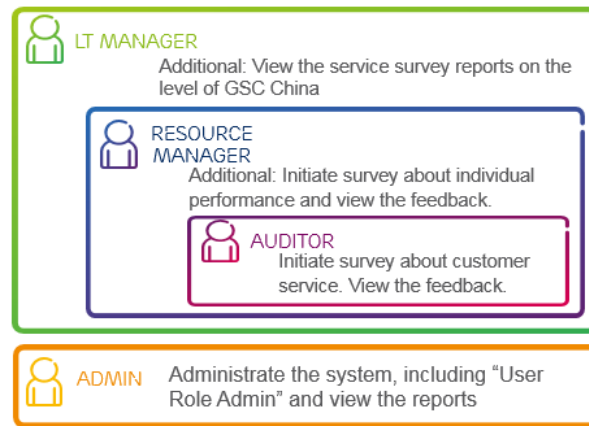 LT MANAGER
Additional: View the service survey reports on the
level of GSC China
RESOURCE
MANAGER
Additional: Initiate survey about individual
performance and view the feedback.
AUDITOR
Initiate survey about customer
service. View the feedback.
ADMIN
Administrate the system, including “User
Role Admin” and view the reports